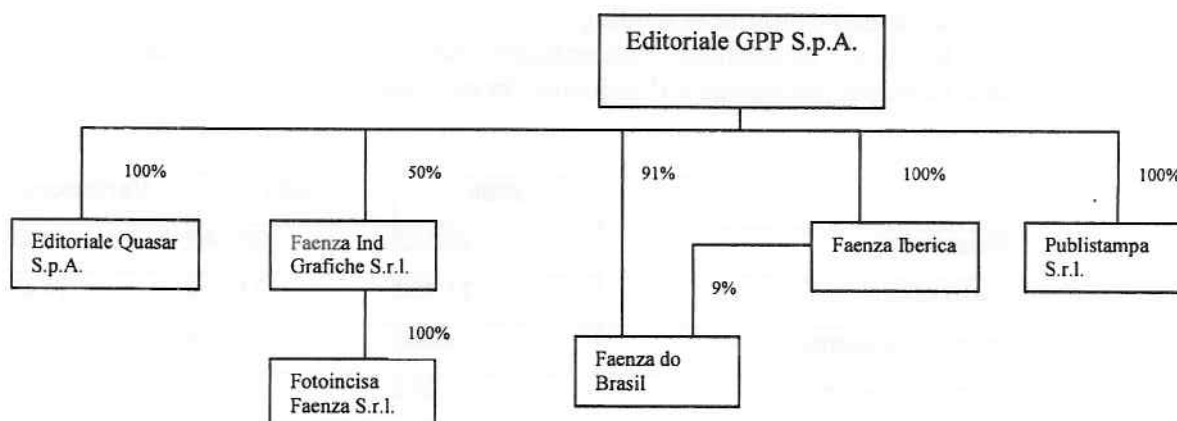 Editoriale GPP S.p.A.
100%
50%
91%
100%
100%
Editoriale Quasar
S.p.A.
Faenza Ind
Grafiche S.r.l.
Faenza Iberica
Publistampa
S.r.l.
9%
100%
Fotoincisa
Faenza S.r.l.
Faenza do
Brasil